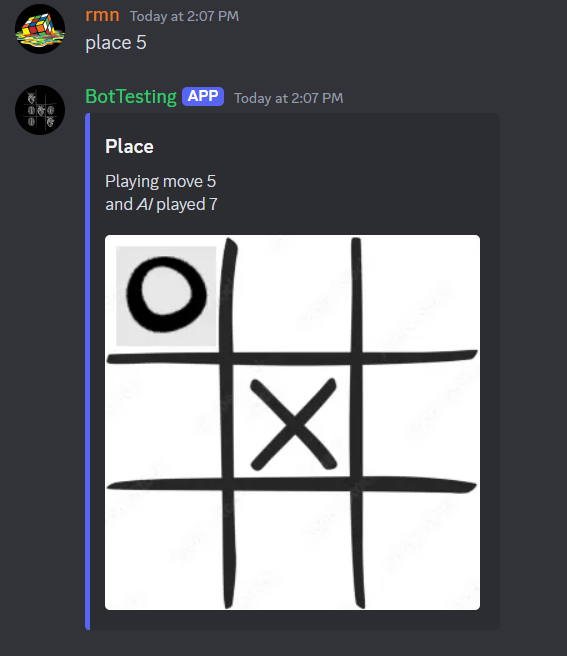 rmn Today at 2:07 PM
place 5
BotTesting APP Today at 2:07 PM
Place
Playing move 5
and AI played 7